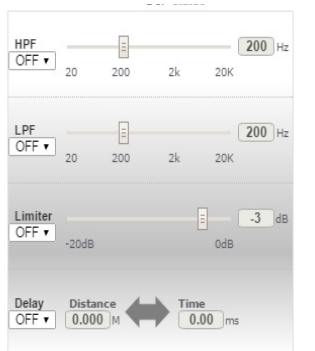 HPF
OFF
200 Hz
20 200 2k 20K
LPF
OFF
200 Hz
20 200 2k 20K
Limiter
OFF
-3 dB
-20dB 0dB
Delay Distance Time
OFF 0.000 M 0.00 ms